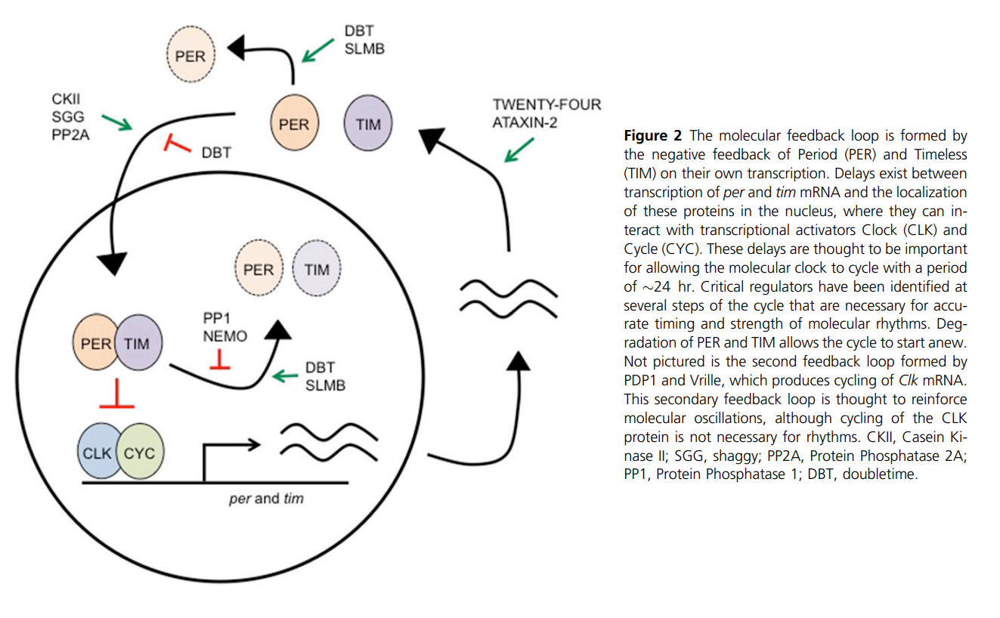 PER
DBT
SLMB
CKII
SGG
PP2A
PER
TIM
DBT
TWENTY-FOUR
ATAXIN-2
PER
TIM
PP1
NEMO
PER
TIM
DBT
SLMB
CLK
CYC
per and tim
Figure 2 The molecular feedback loop is formed by
the negative feedback of Period (PER) and Timeless
(TIM) on their own transcription. Delays exist between
transcription of per and tim mRNA and the localization
of these proteins in the nucleus, where they can in-
teract with transcriptional activators Clock (CLK) and
Cycle (CYC). These delays are thought to be important
for allowing the molecular clock to cycle with a period
of ∼24 hr. Critical regulators have been identified at
several steps of the cycle that are necessary for accu-
rate timing and strength of molecular rhythms. Deg-
radation of PER and TIM allows the cycle to start anew.
Not pictured is the second feedback loop formed by
PDP1 and Vrille, which produces cycling of Clk mRNA.
This secondary feedback loop is thought to reinforce
molecular oscillations, although cycling of the CLK
protein is not necessary for rhythms. CKII, Casein Ki-
nase II; SGG, shaggy; PP2A, Protein Phosphatase 2A;
PP1, Protein Phosphatase 1; DBT, doubletime.